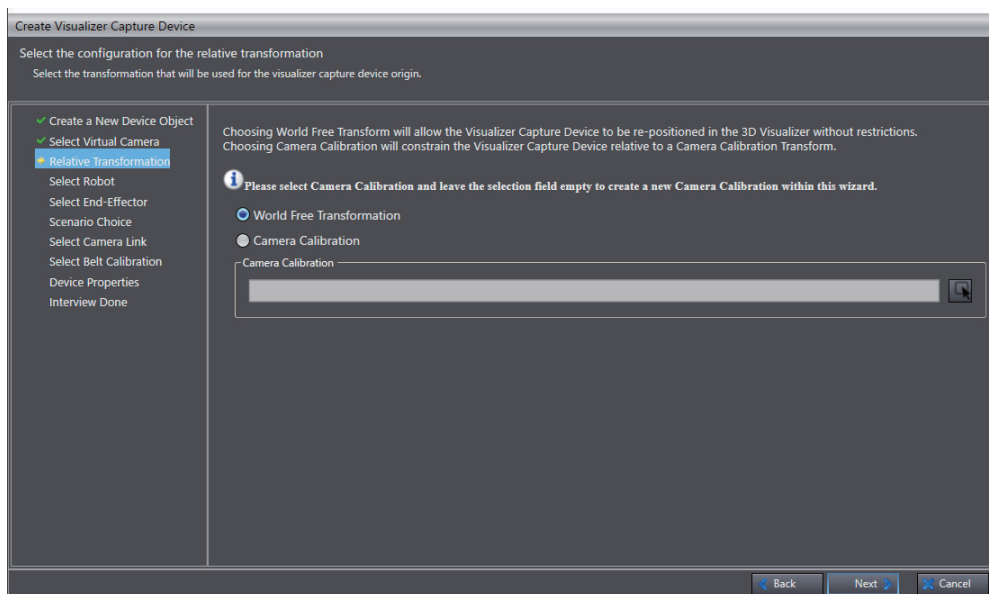 Create Visualizer Capture Device
Select the configuration for the relative transformation
Select the transformation that will be used for the visualizer capture device origin.
Create a New Device Object
Select Virtual Camera
Relative Transformation
Select Robot
Select End-Effector
Scenario Choice
Select Camera Link
Select Belt Calibration
Device Properties
Interview Done
Choosing World Free Transform will allow the Visualizer Capture Device to be re-positioned in the 3D Visualizer without restrictions.
Choosing Camera Calibration will constrain the Visualizer Capture Device relative to a Camera Calibration Transform.
Please select Camera Calibration and leave the selection field empty to create a new Camera Calibration within this wizard.
World Free Transformation
Camera Calibration
Camera Calibration
Back
Next
Cancel